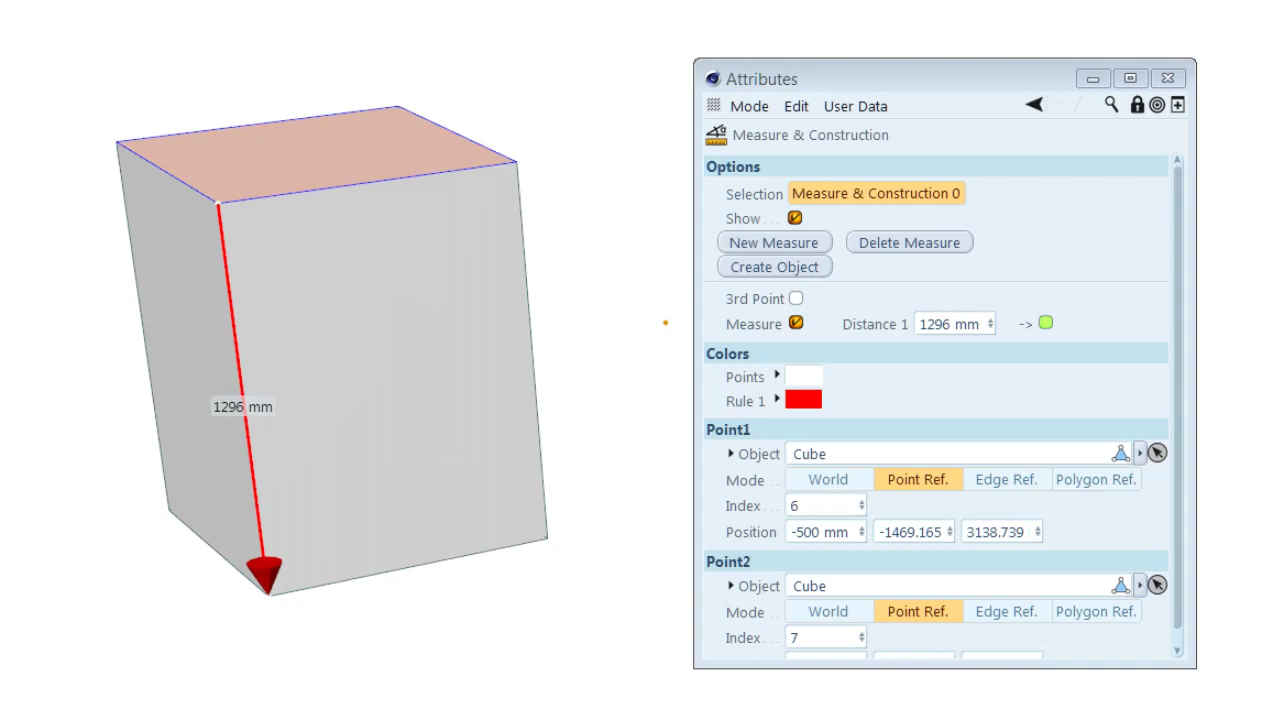 1296 mm
Attributes
Mode Edit User Data
Measure & Construction
Options
Selection Measure & Construction 0
Show . . .
New Measure Delete Measure
Create Object
3rd Point
Measure Distance 1 1296 mm ->
Colors
Points
Rule 1
Point1
Object Cube
Mode . . World Point Ref. Edge Ref. Polygon Ref.
Index . . . 6
Position -500 mm -1469.165 3138.739
Point2
Object Cube
Mode . . World Point Ref. Edge Ref. Polygon Ref.
Index . . . 7